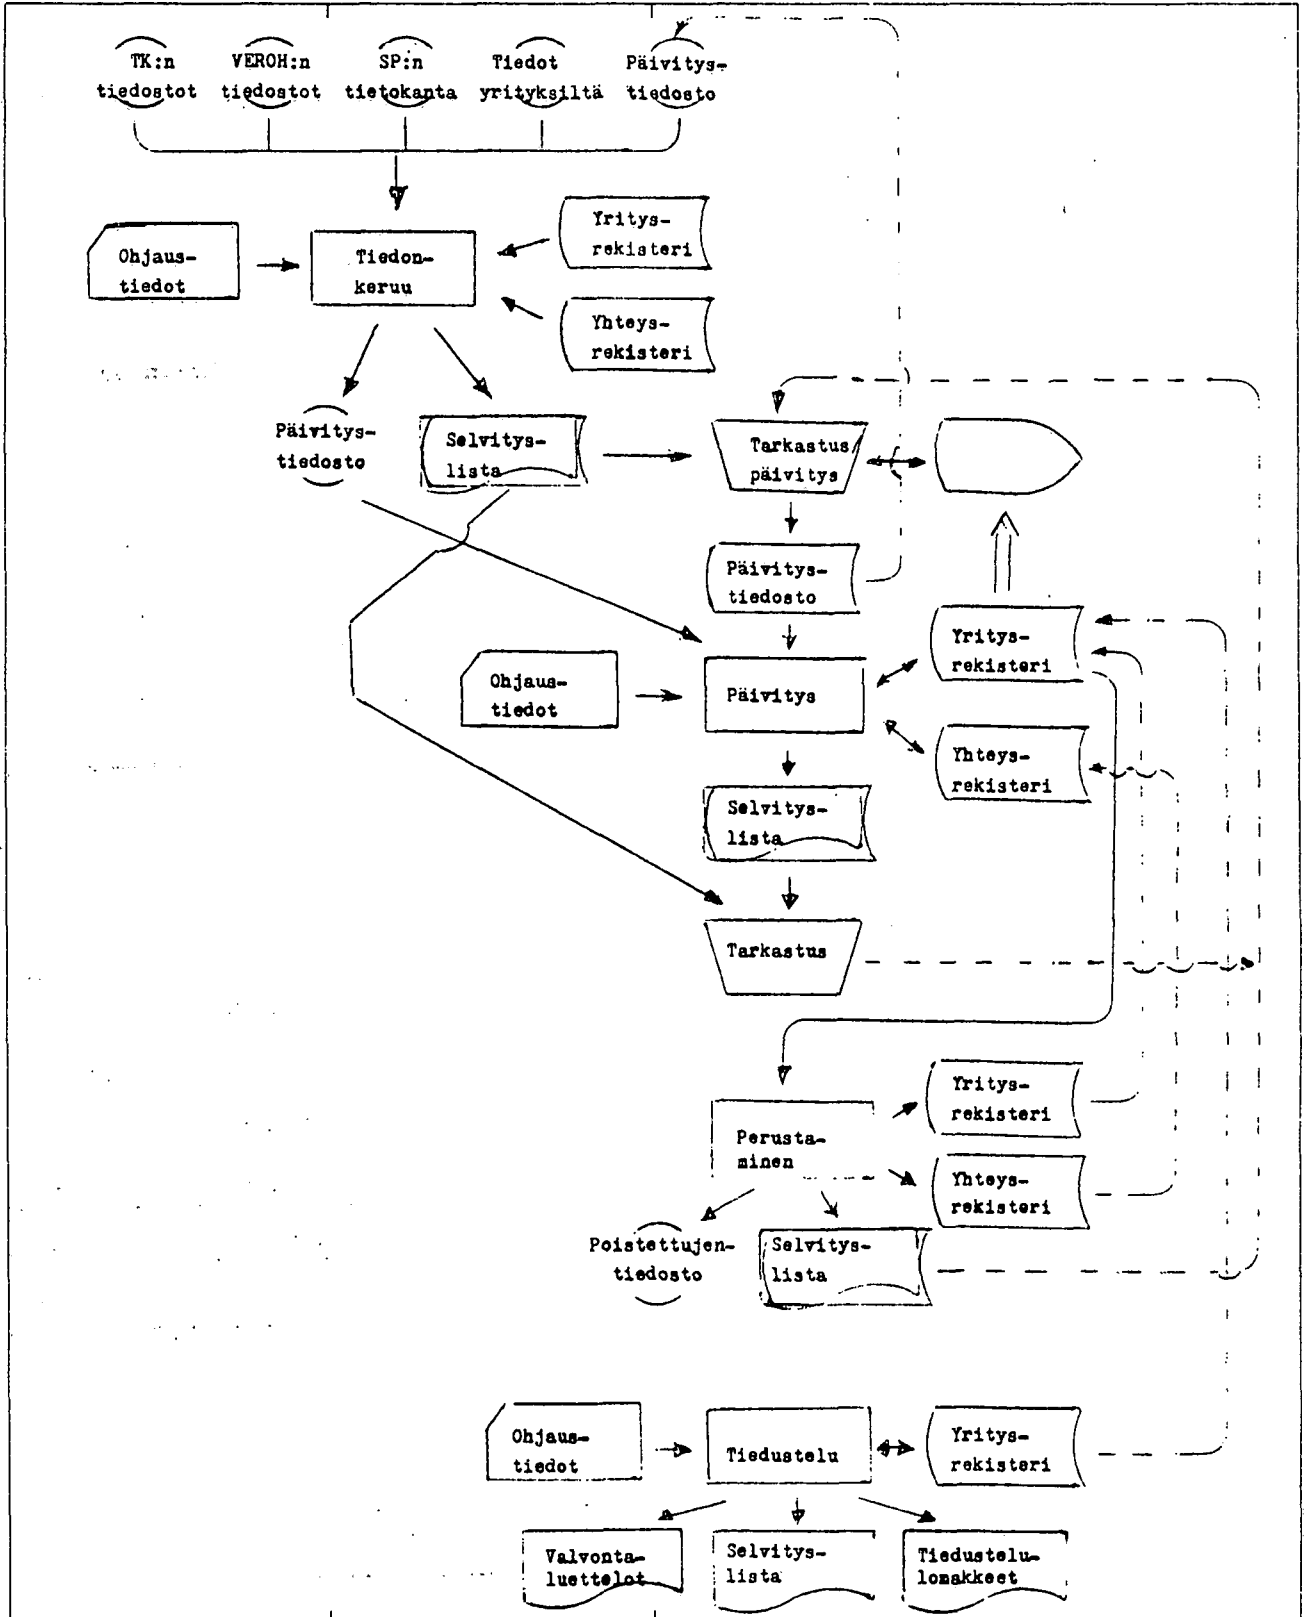 TK:n
tiedostot
VEROH:n
tiedostot
SP:n
tietokanta
Tiedot
yrityksiltä
Päivitys-
tiedosto
Ohjaus-
tiedot
Tiedon-
keruu
Yritys-
rekisteri
Yhteys-
rekisteri
Päivitys-
tiedosto
Selvitys-
lista
Tarkastus
päivitys
Päivitys-
tiedosto
Ohjaus-
tiedot
Päivitys
Yritys-
rekisteri
Yhteys-
rekisteri
Selvitys-
lista
Tarkastus
Perusta-
minen
Yritys-
rekisteri
Yhteys-
rekisteri
Poistettujen-
tiedosto
Selvitys-
lista
Ohjaus-
tiedot
Tiedustelu
Yritys-
rekisteri
Valvonta-
luettelot
Selvitys-
lista
Tiedustelu-
lomakkeet